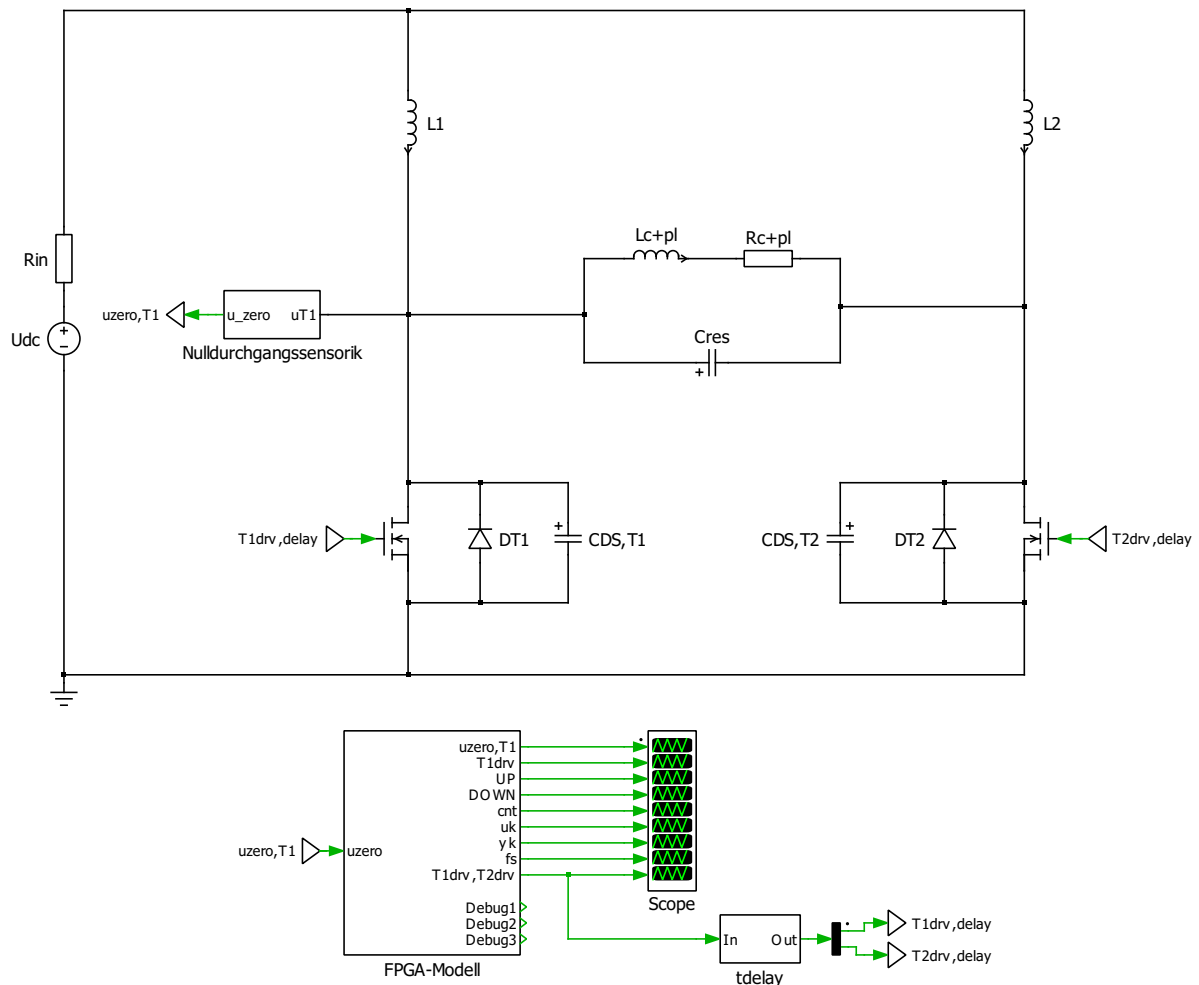 L1
L2
Lc+pl
Rc+pl
Rin
uzero,T1
u_zero
uT1
Nulldurchgangssensorik
Udc
+
−
Cres
+
T1drv,delay
DT1
+
CDS,T1
CDS,T2
+
DT2
T2drv,delay
uzero,T1
T1drv
UP
DOWN
cnt
uk
yk
fs
T1drv,T2drv
uzero,T1
uzero
Debug1
Debug2
Debug3
FPGA-Modell
Scope
In
Out
tdelay
T1drv,delay
T2drv,delay